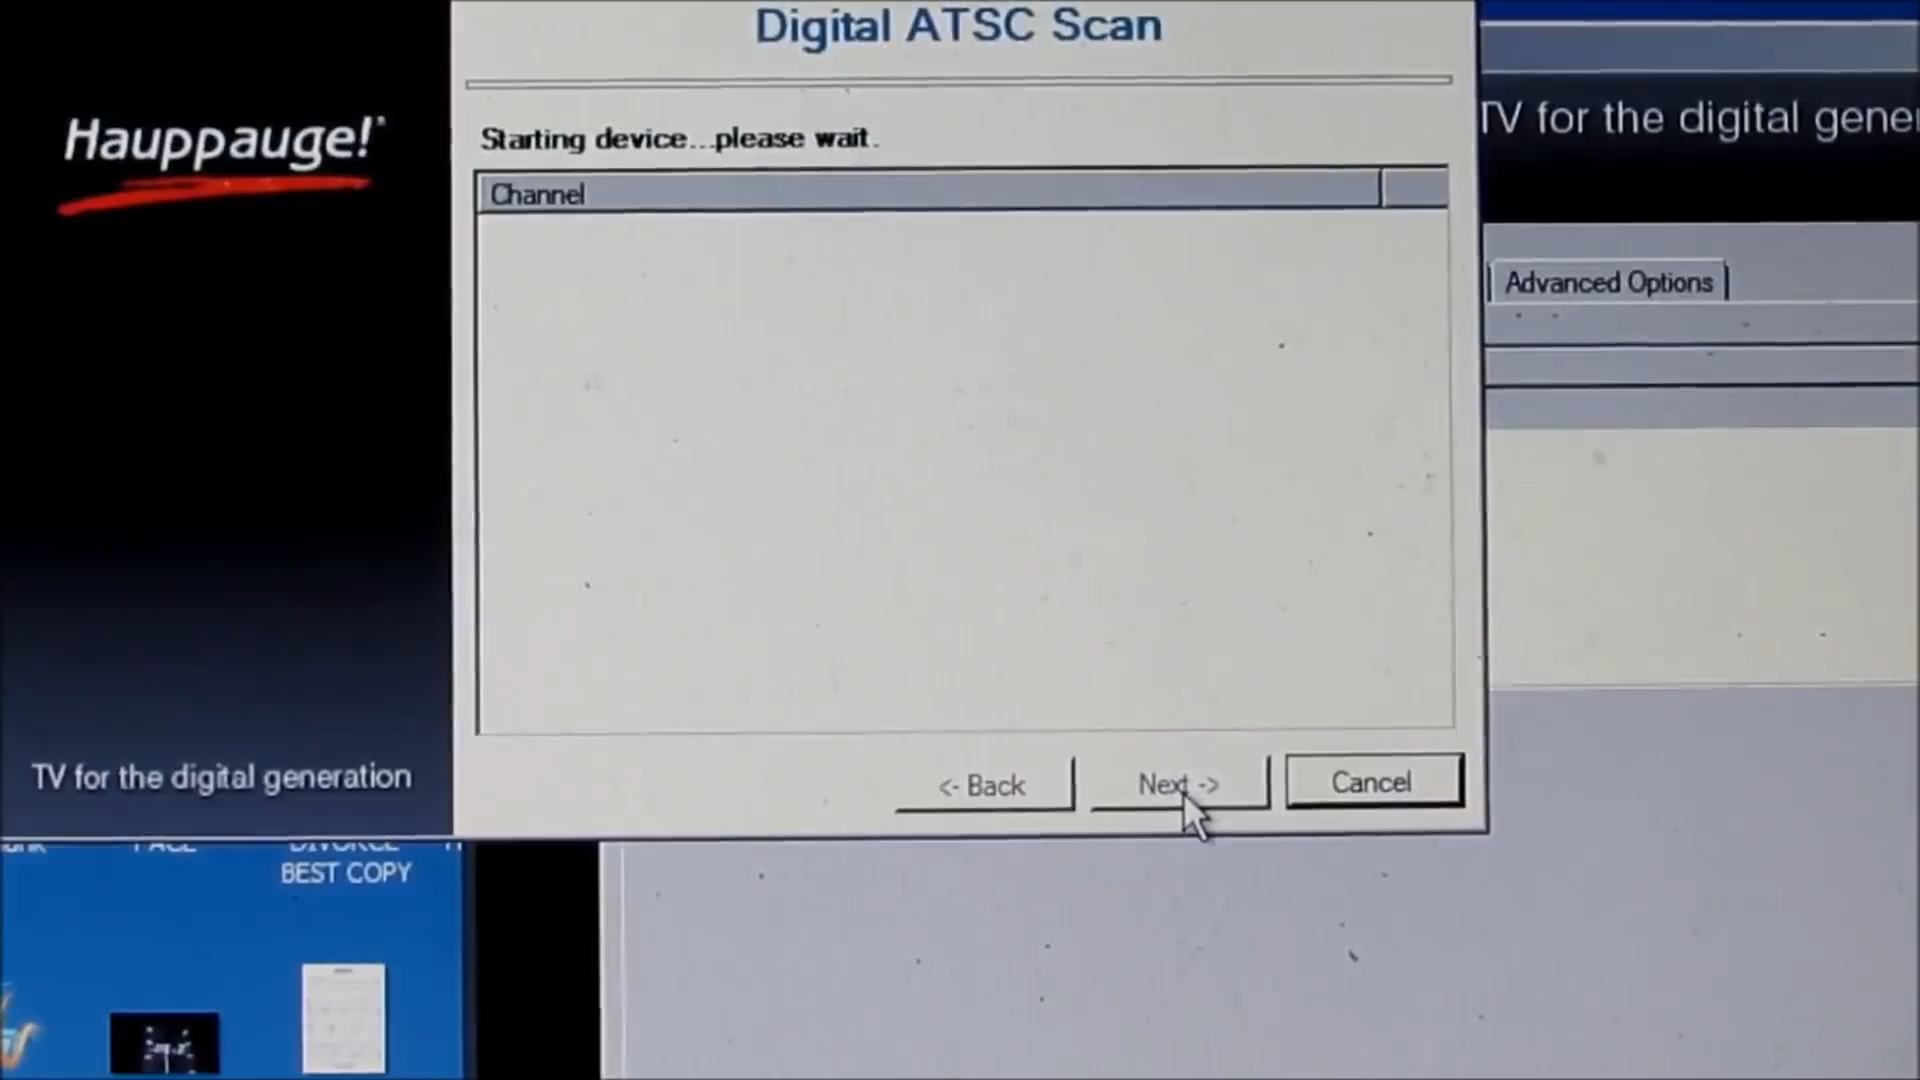 Digital ATSC Scan
Hauppauge!
TV for the digital gene
Starting device...please wait.
Channel
Advanced Options
TV for the digital generation
<- Back
Next ->
Cancel
BEST COPY